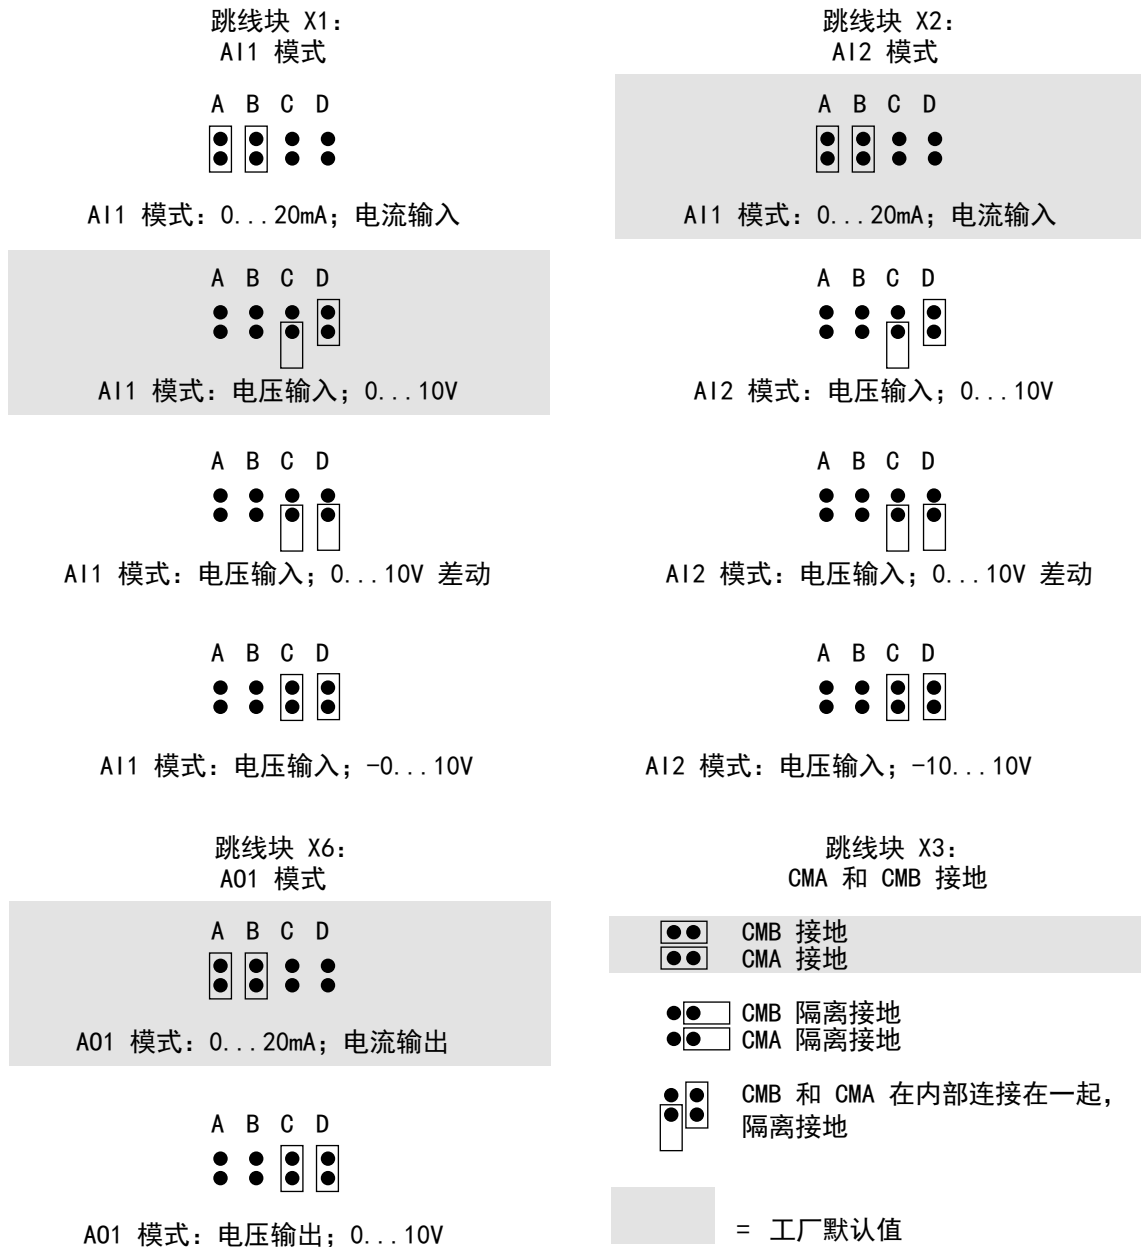 跳线块 X1：
AI1 模式
A B C D
AI1 模式：0...20mA；电流输入
A B C D
AI1 模式：电压输入；0...10V
A B C D
AI1 模式：电压输入；0...10V 差动
A B C D
AI1 模式：电压输入；-0...10V
跳线块 X2：
AI2 模式
A B C D
AI1 模式：0...20mA；电流输入
A B C D
AI2 模式：电压输入；0...10V
A B C D
AI2 模式：电压输入；0...10V 差动
A B C D
AI2 模式：电压输入；-10...10V
跳线块 X6：
AO1 模式
A B C D
AO1 模式：0...20mA；电流输出
A B C D
AO1 模式：电压输出；0...10V
跳线块 X3：
CMA 和 CMB 接地
CMB 接地
CMA 接地
CMB 隔离接地
CMA 隔离接地
CMB 和 CMA 在内部连接在一起，
隔离接地
= 工厂默认值